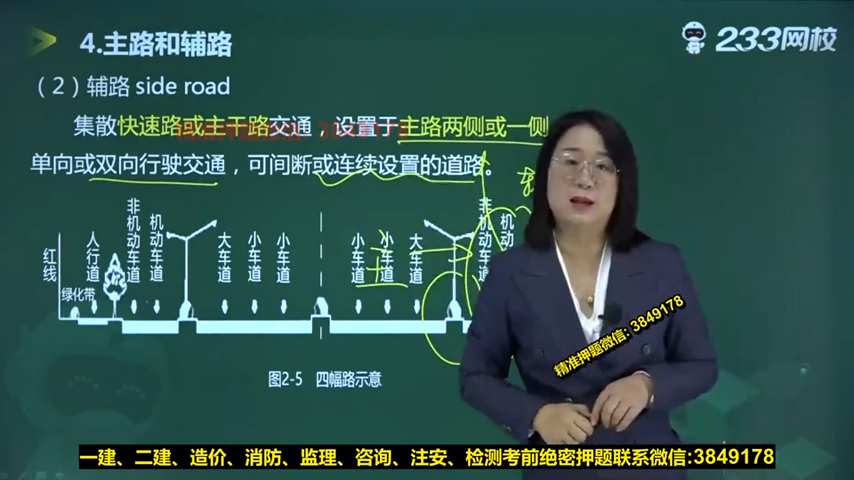 4.主路和辅路
233网校
（2）辅路 side road
集散快速路或主干路交通，设置于主路两侧或一侧
单向或双向行驶交通，可间断或连续设置的道路。
红线
绿化带
人行道
非机动车道
机动车道
大车道
小车道
小车道
小车道
小车道
大车道
非机动车道
机动
图2-5 四幅路示意
精准押题微信: 3849178
一建、二建、造价、消防、监理、咨询、注安、检测考前绝密押题联系微信:3849178